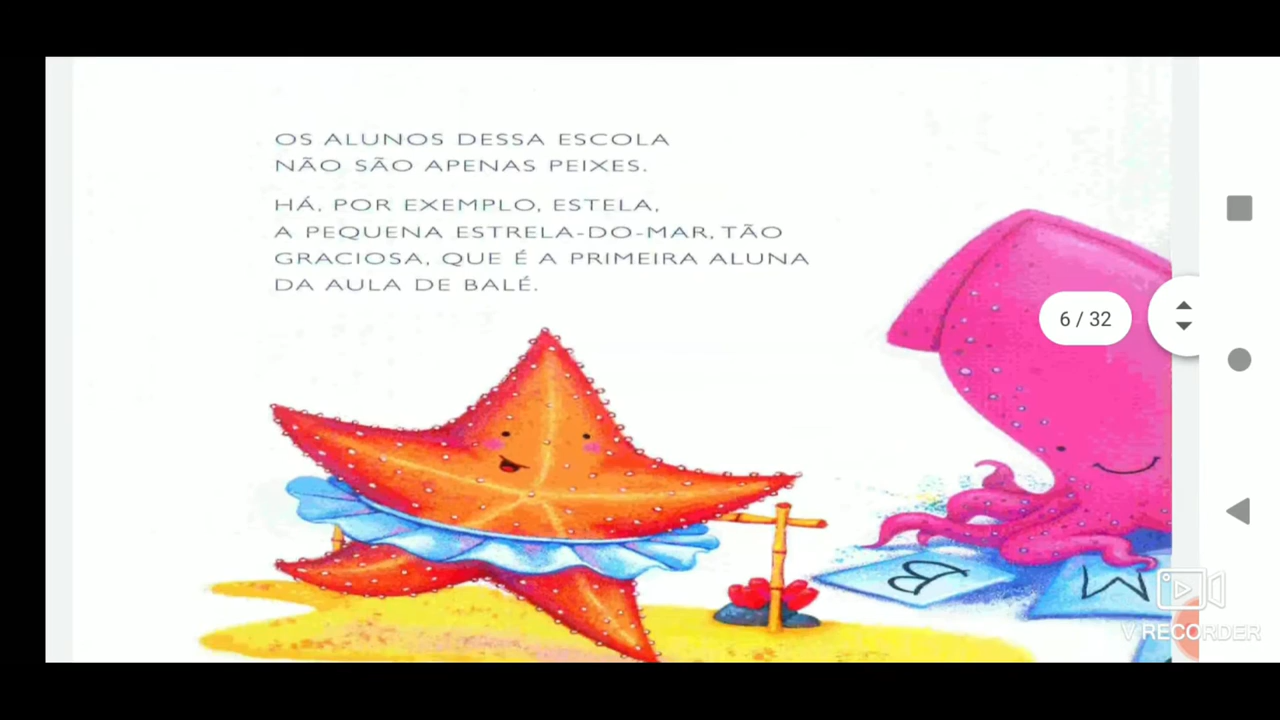 OS ALUNOS DESSA ESCOLA
NÃO SÃO APENAS PEIXES.
HÁ, POR EXEMPLO, ESTELA,
A PEQUENA ESTRELA-DO-MAR, TÃO
GRACIOSA, QUE É A PRIMEIRA ALUNA
DA AULA DE BALÉ.
6 / 32
B
M
V RECORDER